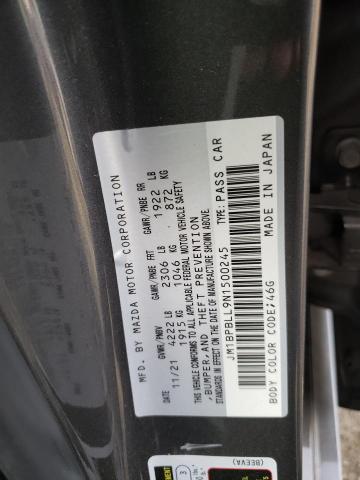 MFD. BY MAZDA MOTOR CORPORATION
11/21 GVWR/PNBV GAWR/PNBE FRT GAWR/PNBE RR
4222 LB 2306 LB 1922 LB
1915 KG 1046 KG 872 KG
THIS VEHICLE CONFORMS TO ALL APPLICABLE FEDERAL MOTOR VEHICLE SAFETY
,BUMPER,AND THEFT PREVENTION
STANDARDS IN EFFECT ON THE DATE OF MANUFACTURE SHOWN ABOVE.
JM1BPBLL9N1500245 TYPE: PASS CAR
BODY COLOR CODE;46G MADE IN JAPAN
(BEEVA)